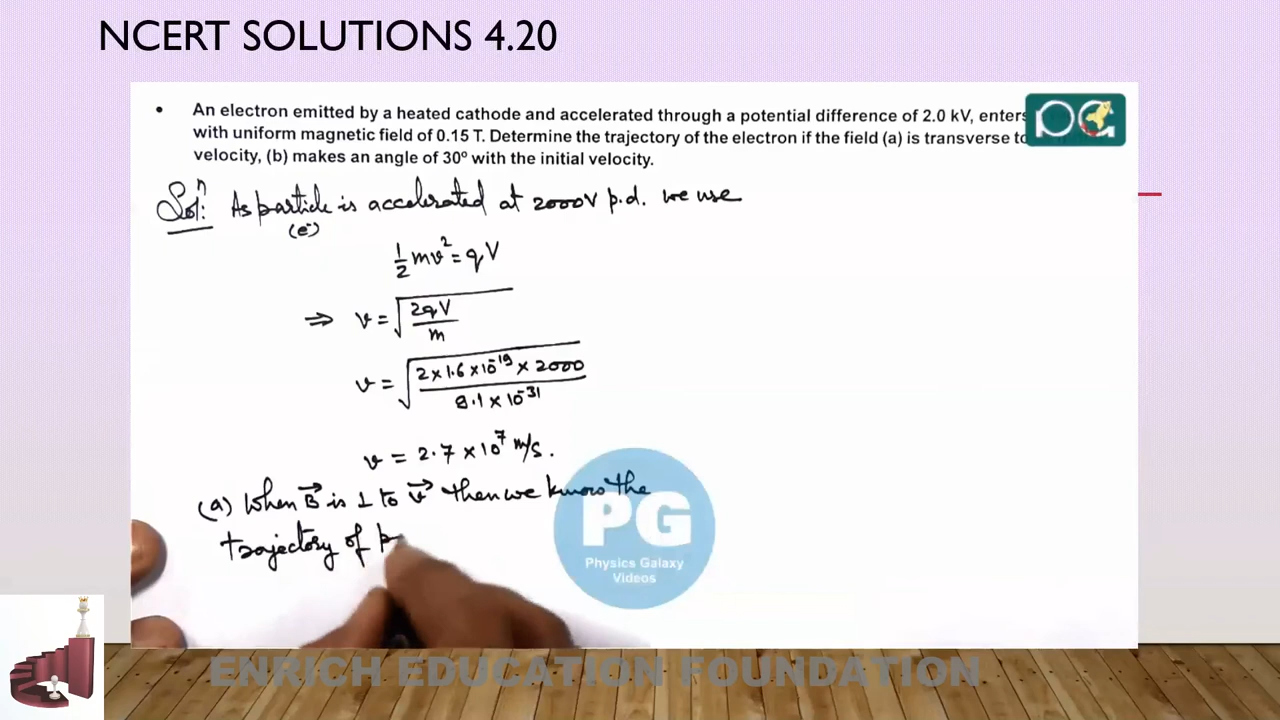 NCERT SOLUTIONS 4.20
• An electron emitted by a heated cathode and accelerated through a potential difference of 2.0 kV, enters
with uniform magnetic field of 0.15 T. Determine the trajectory of the electron if the field (a) is transverse to
velocity, (b) makes an angle of 30º with the initial velocity.
PG
Solⁿ: As particle is accelerated at 2000V p.d. we use
(e⁻)
1/2 mv² = qV
⇒ v = √(2qV/m)
v = √(2 × 1.6 × 10⁻¹⁹ × 2000 / 9.1 × 10⁻³¹)
v = 2.7 × 10⁷ m/s.
(a) When B⃗ is ⊥ to v⃗ then we know the
trajectory of p
PG
Physics Galaxy
Videos
ENRICH EDUCATION FOUNDATION